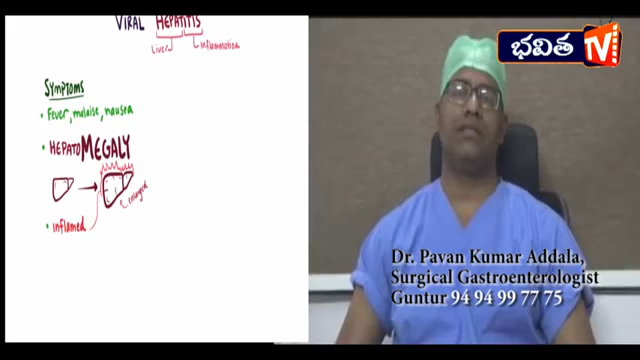 VIRAL HEPATITIS
Liver inflammation
SYMPTOMS
• Fever, malaise, nausea
• HEPATOMEGALY
enlarged
• inflamed
భవిత TV
Dr. Pavan Kumar Addala,
Surgical Gastroenterologist
Guntur 94 94 99 77 75